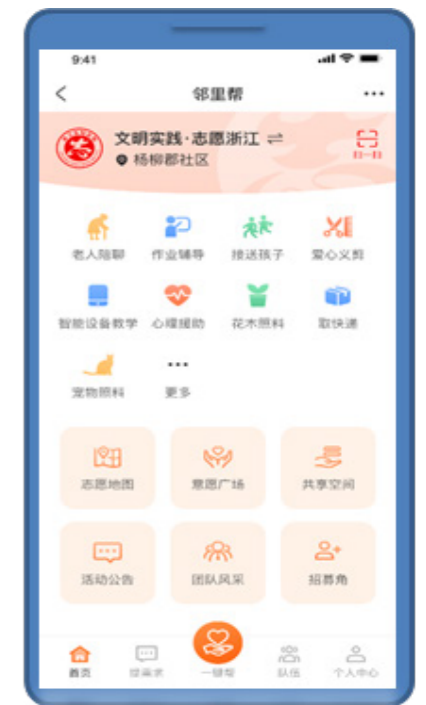 9:41
邻里帮
文明实践·志愿浙江
杨柳郡社区
扫一扫
老人陪聊 作业辅导 接送孩子 爱心义剪
智能设备教学 心理援助 花木照料 取快递
宠物照料 更多
志愿地图 意愿广场 共享空间
活动公告 团队风采 招募角
首页 提需求 一键帮 队伍 个人中心